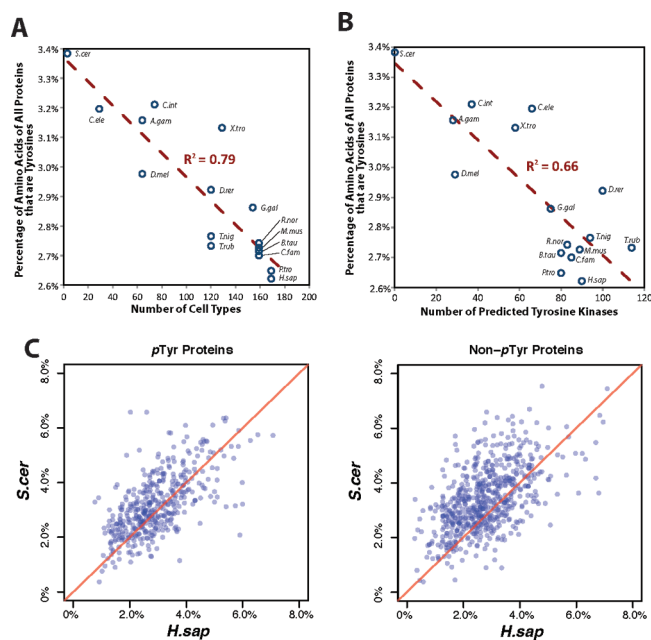 A
B
Percentage of Amino Acids of All Proteins
that are Tyrosines
3.4%
3.2%
3.1%
3.0%
2.9%
2.8%
2.7%
2.6%
S.cer
C.int
C.ele
A.gam
X.tro
D.mel
R² = 0.79
D.rer
G.gal
R.nor
M.mus
T.nig
B.tau
T.rub
C.fam
P.tro
H.sap
0 20 40 60 80 100 120 140 160 180 200
Number of Cell Types
Percentage of Amino Acids of All Proteins
that are Tyrosines
3.4%
3.2%
3.1%
3.0%
2.9%
2.8%
2.7%
2.6%
S.cer
C.int
C.ele
A.gam
X.tro
D.mel
R² = 0.66
D.rer
G.gal
T.nig
R.nor
T.rub
M.mus
B.tau
C.fam
P.tro
H.sap
0 20 40 60 80 100 120
Number of Predicted Tyrosine Kinases
C
pTyr Proteins
S.cer
8.0%
6.0%
4.0%
2.0%
0%
0.0% 2.0% 4.0% 6.0% 8.0%
H.sap
Non-pTyr Proteins
S.cer
8.0%
6.0%
4.0%
2.0%
0%
0.0% 2.0% 4.0% 6.0% 8.0%
H.sap